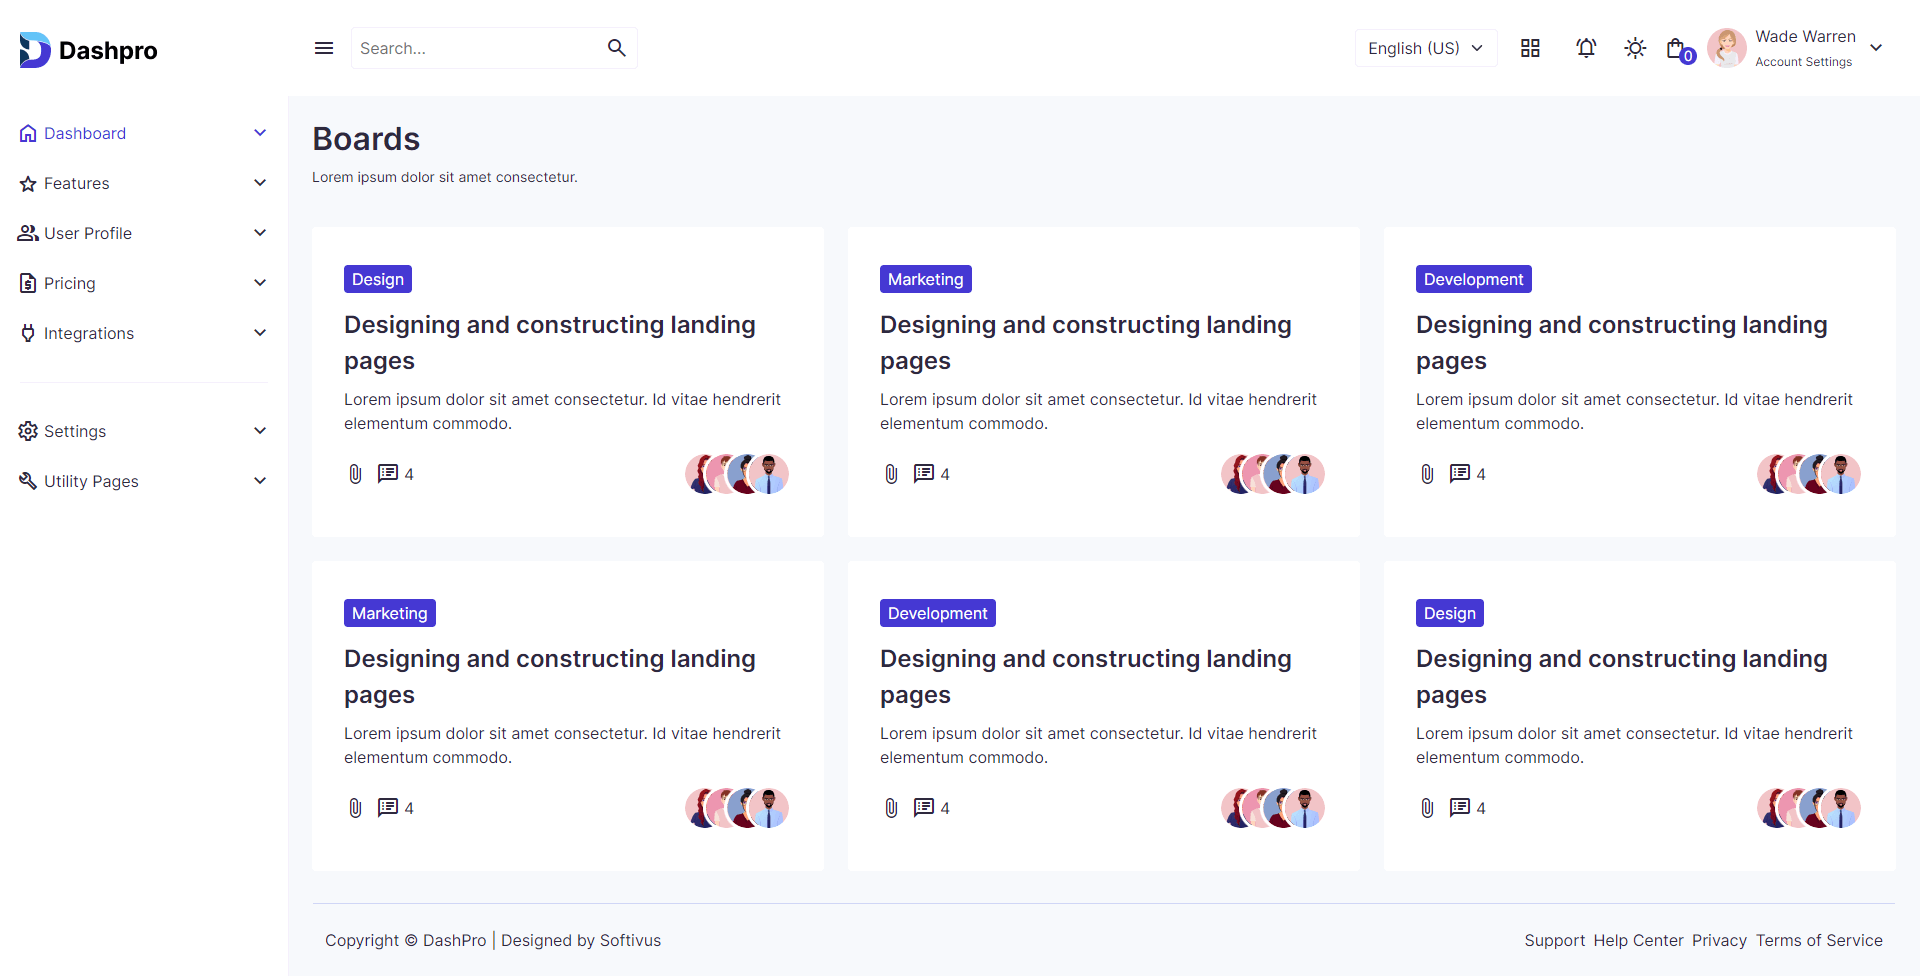 Dashpro
Search...
English (US)
0
Wade Warren
Account Settings
Dashboard
Features
User Profile
Pricing
Integrations
Settings
Utility Pages
Boards
Lorem ipsum dolor sit amet consectetur.
Design
Designing and constructing landing
pages
Lorem ipsum dolor sit amet consectetur. Id vitae hendrerit
elementum commodo.
4
Marketing
Designing and constructing landing
pages
Lorem ipsum dolor sit amet consectetur. Id vitae hendrerit
elementum commodo.
4
Development
Designing and constructing landing
pages
Lorem ipsum dolor sit amet consectetur. Id vitae hendrerit
elementum commodo.
4
Marketing
Designing and constructing landing
pages
Lorem ipsum dolor sit amet consectetur. Id vitae hendrerit
elementum commodo.
4
Development
Designing and constructing landing
pages
Lorem ipsum dolor sit amet consectetur. Id vitae hendrerit
elementum commodo.
4
Design
Designing and constructing landing
pages
Lorem ipsum dolor sit amet consectetur. Id vitae hendrerit
elementum commodo.
4
Copyright © DashPro | Designed by Softivus
Support Help Center Privacy Terms of Service